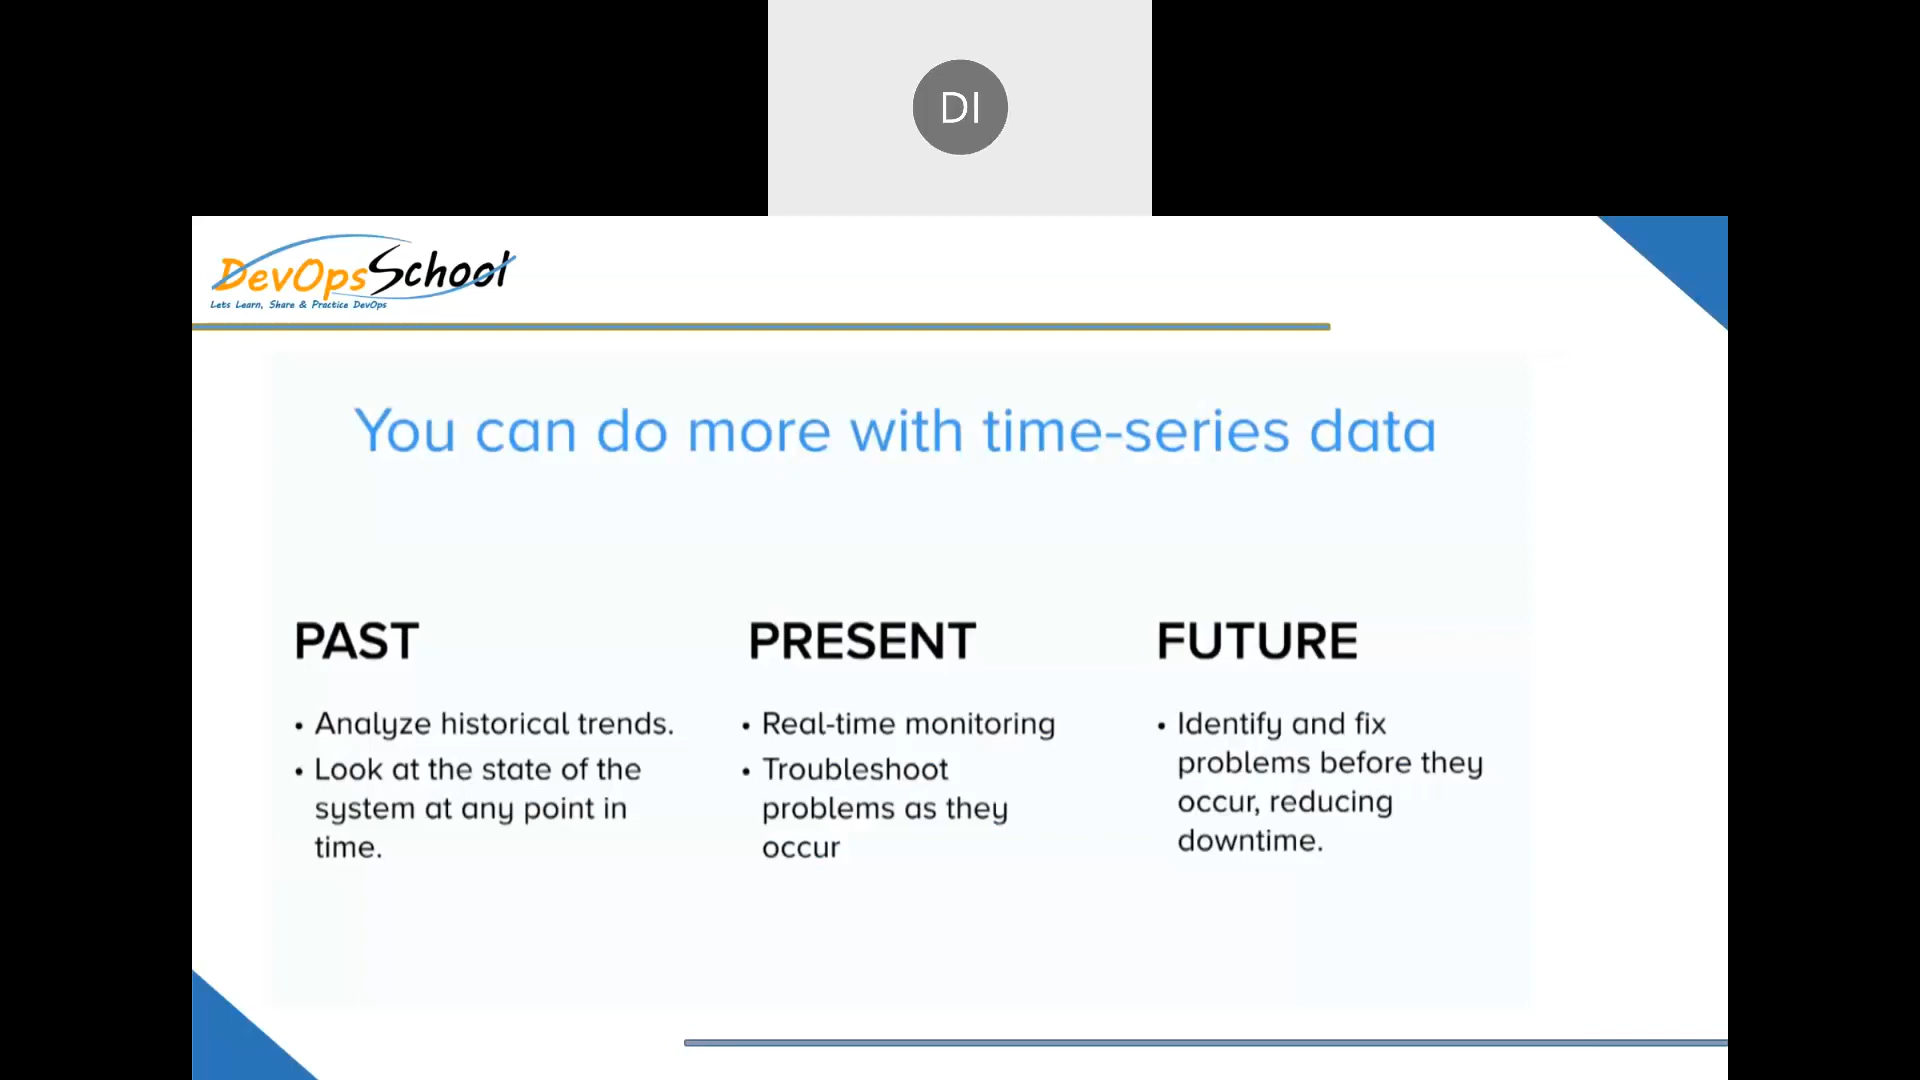 DI
DevOpsSchool
Lets Learn, Share & Practice DevOps
You can do more with time-series data
PAST
• Analyze historical trends.
• Look at the state of the
system at any point in
time.
PRESENT
• Real-time monitoring
• Troubleshoot
problems as they
occur
FUTURE
• Identify and fix
problems before they
occur, reducing
downtime.